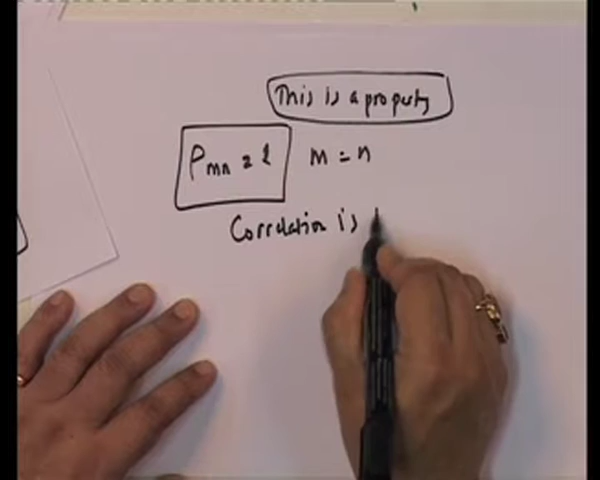 This is a property
ρmn = 1 m = n
Correlation is